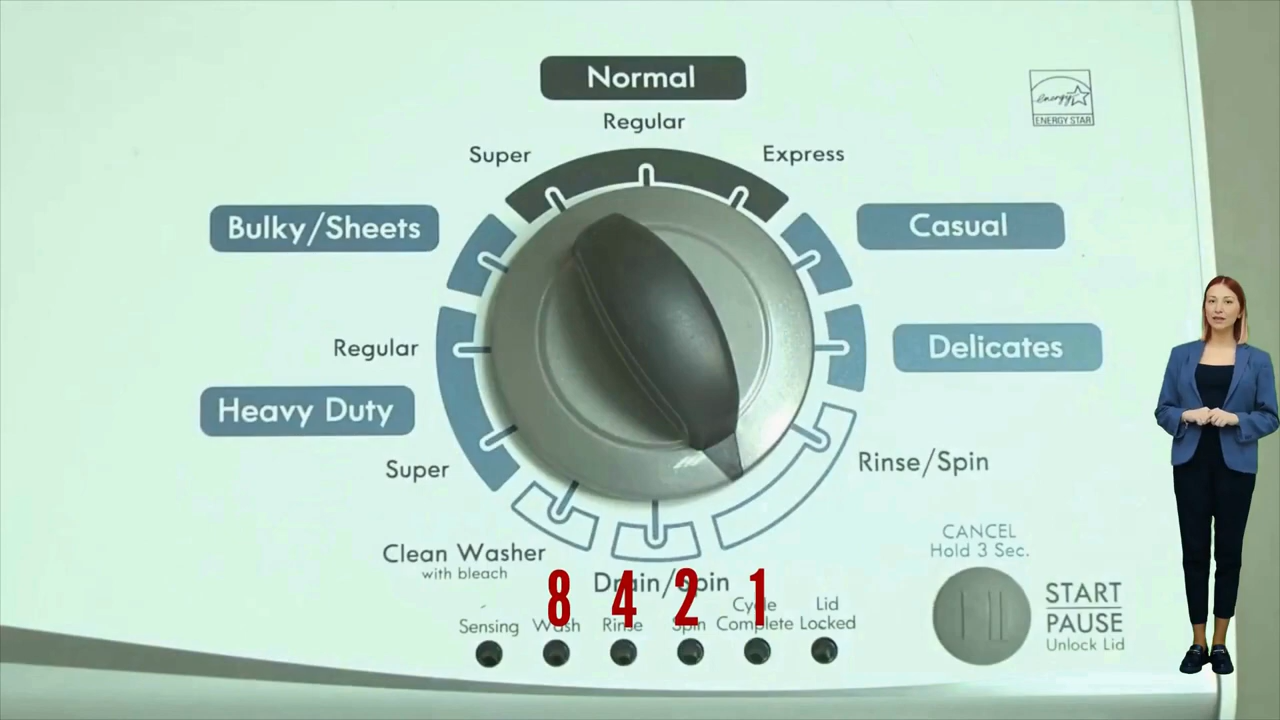 Normal
Regular
Super
Express
energy
ENERGY STAR
Bulky/Sheets
Casual
Regular
Delicates
Heavy Duty
Super
Rinse/Spin
Clean Washer
with bleach
Drain/Spin
CANCEL
Hold 3 Sec.
START
PAUSE
Unlock Lid
8 4 2 1
Sensing
Wash
Rinse
Spin
Cycle
Complete
Lid
Locked